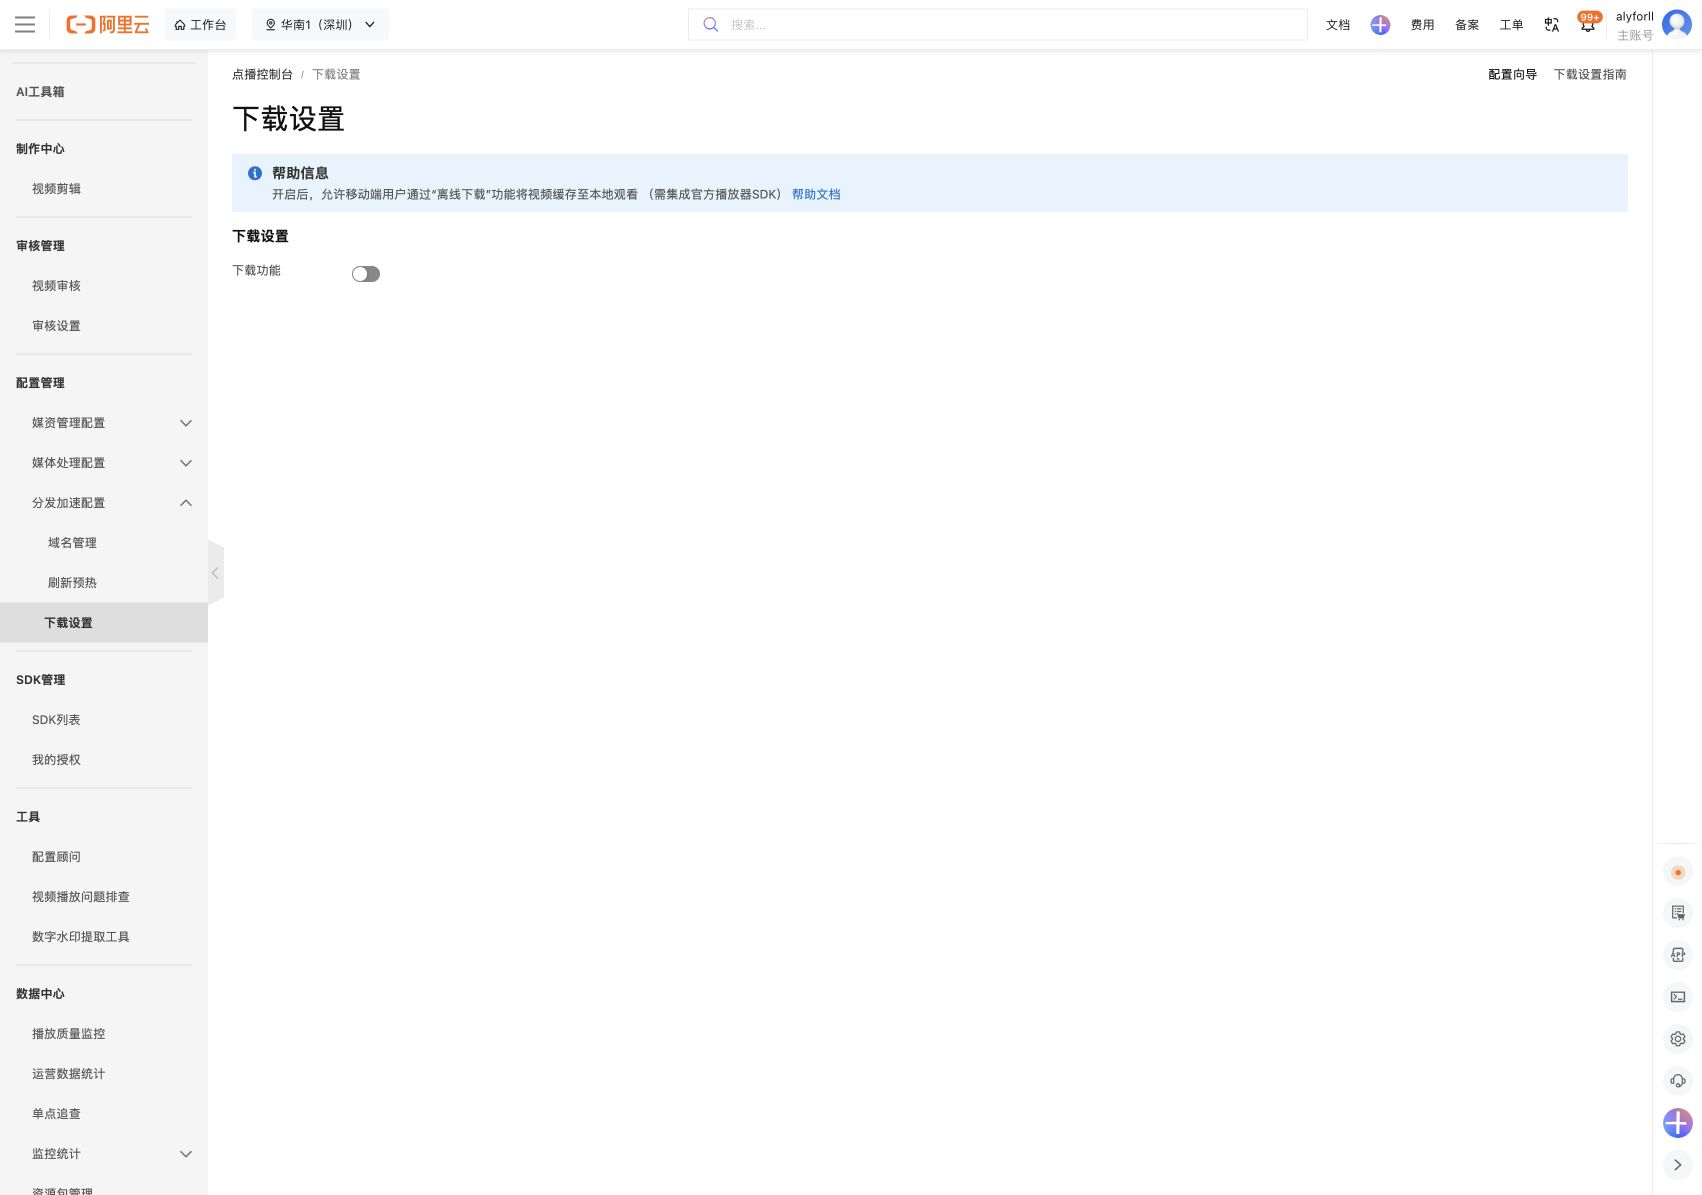 阿里云
工作台
华南1（深圳）
搜索...
文档
费用
备案
工单
99+
alyforll
主账号
AI工具箱
制作中心
视频剪辑
审核管理
视频审核
审核设置
配置管理
媒资管理配置
媒体处理配置
分发加速配置
域名管理
刷新预热
下载设置
SDK管理
SDK列表
我的授权
工具
配置顾问
视频播放问题排查
数字水印提取工具
数据中心
播放质量监控
运营数据统计
单点追查
监控统计
资源包管理
点播控制台 / 下载设置
配置向导
下载设置指南
下载设置
帮助信息
开启后，允许移动端用户通过“离线下载”功能将视频缓存至本地观看 （需集成官方播放器SDK） 帮助文档
下载设置
下载功能